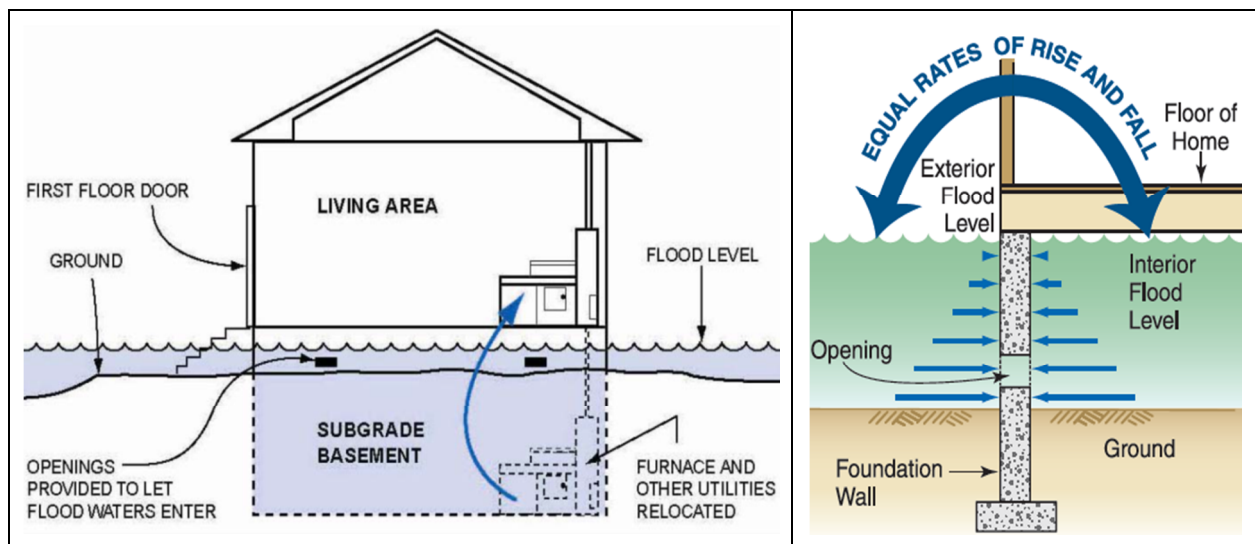 FIRST FLOOR DOOR
LIVING AREA
GROUND
FLOOD LEVEL
OPENINGS
PROVIDED TO LET
FLOOD WATERS ENTER
SUBGRADE
BASEMENT
FURNACE AND
OTHER UTILITIES
RELOCATED
EQUAL RATES OF RISE AND FALL
Floor of
Home
Exterior
Flood
Level
Interior
Flood
Level
Opening
Ground
Foundation
Wall